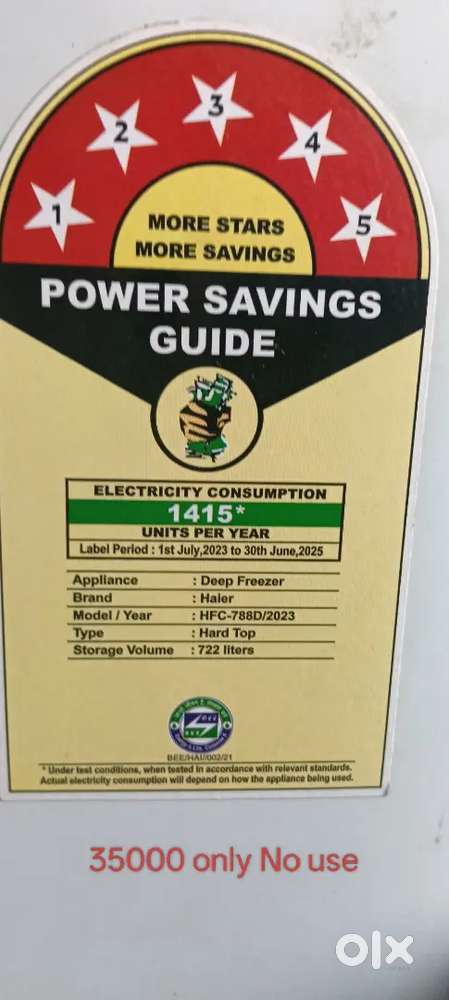 1
2
3
4
5
MORE STARS
MORE SAVINGS
POWER SAVINGS
GUIDE
ELECTRICITY CONSUMPTION
1415*
UNITS PER YEAR
Label Period : 1st July,2023 to 30th June,2025
Appliance : Deep Freezer
Brand : Haier
Model / Year : HFC-788D/2023
Type : Hard Top
Storage Volume : 722 liters
BEE/HAI/002/21
* Under test conditions, when tested in accordance with relevant standards.
Actual electricity consumption will depend on how the appliance being used.
35000 only No use
olx